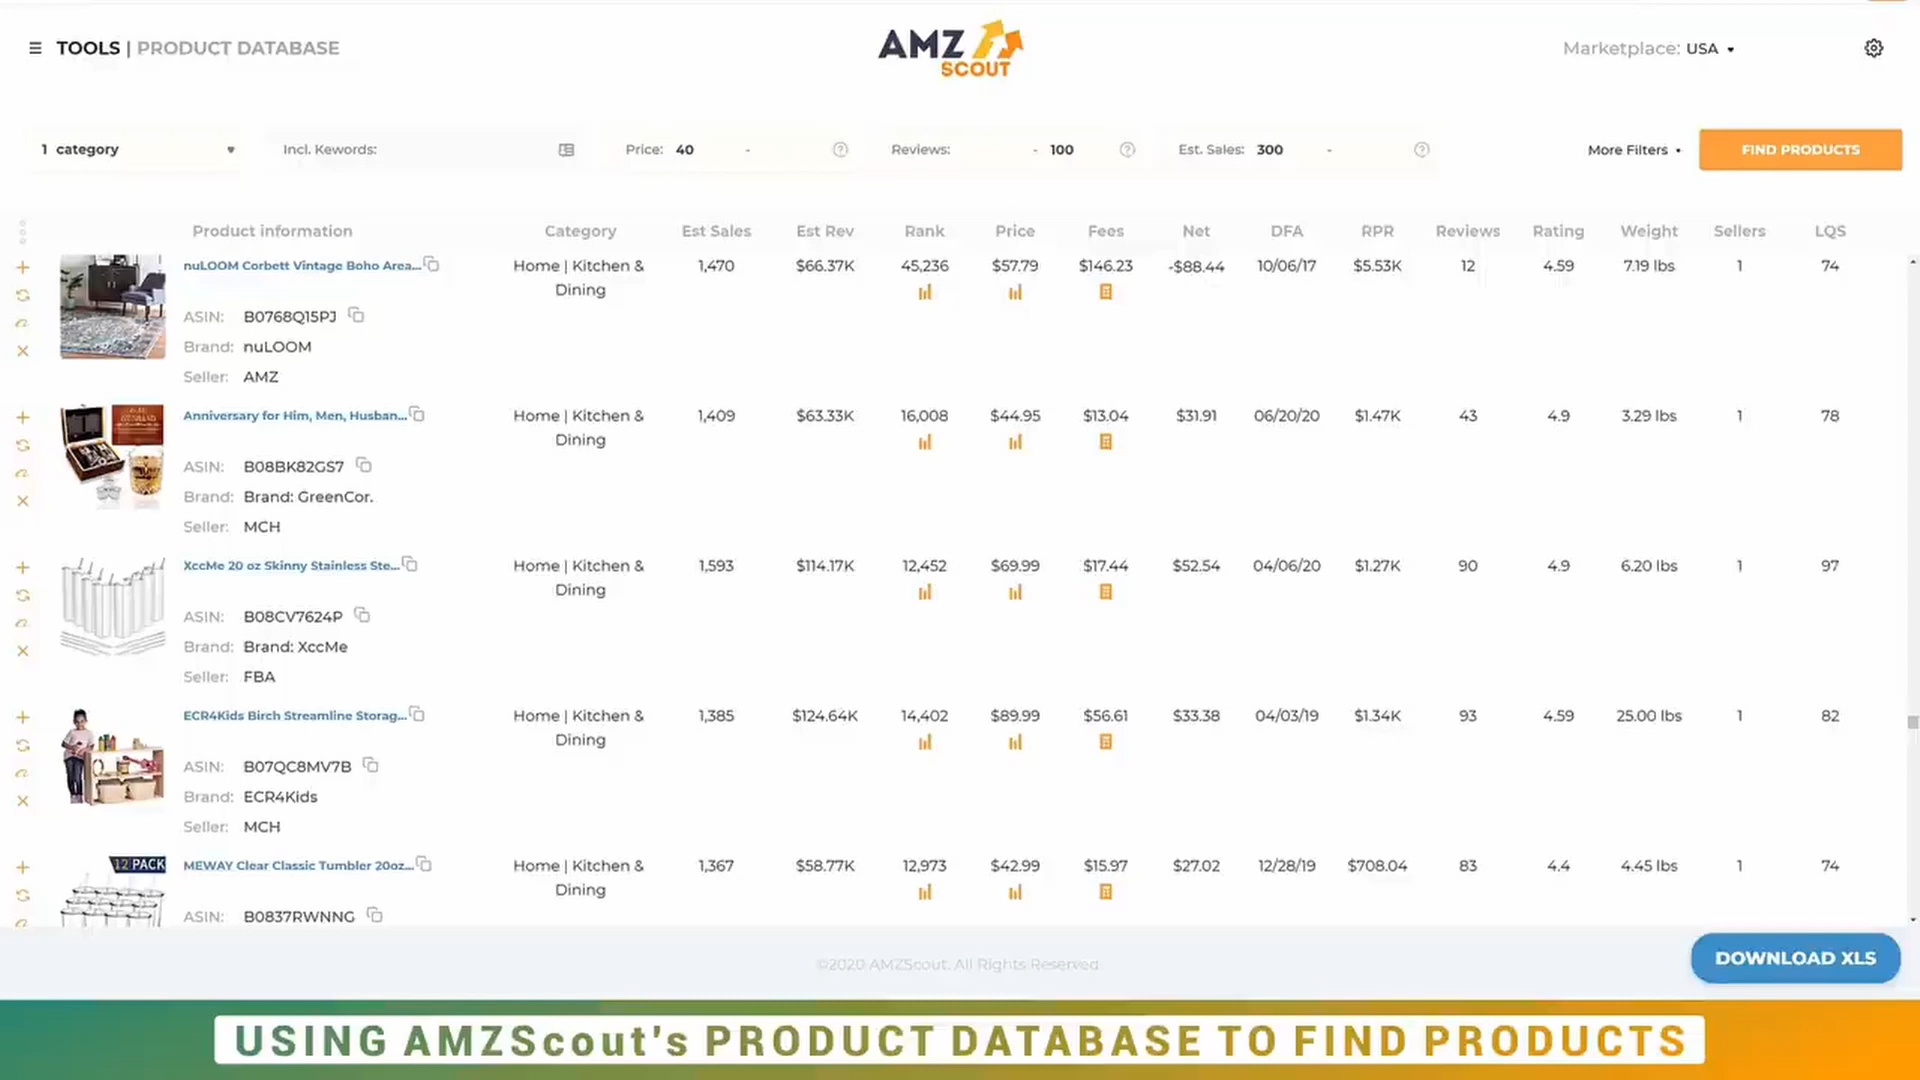 TOOLS | PRODUCT DATABASE
AMZ
SCOUT
Marketplace: USA
1 category
Incl. Kewords:
Price: 40 -
Reviews: - 100
Est. Sales: 300 -
More Filters
FIND PRODUCTS
Product information Category Est Sales Est Rev Rank Price Fees Net DFA RPR Reviews Rating Weight Sellers LQS
nuLOOM Corbett Vintage Boho Area... Home | Kitchen & 1,470 $66.37K 45,236 $57.79 $146.23 -$88.44 10/06/17 $5.53K 12 4.59 7.19 lbs 1 74
Dining
ASIN: B0768Q15PJ
Brand: nuLOOM
Seller: AMZ
Anniversary for Him, Men, Husban... Home | Kitchen & 1,409 $63.33K 16,008 $44.95 $13.04 $31.91 06/20/20 $1.47K 43 4.9 3.29 lbs 1 78
Dining
ASIN: B08BK82GS7
Brand: Brand: GreenCor.
Seller: MCH
XccMe 20 oz Skinny Stainless Ste... Home | Kitchen & 1,593 $114.17K 12,452 $69.99 $17.44 $52.54 04/06/20 $1.27K 90 4.9 6.20 lbs 1 97
Dining
ASIN: B08CV7624P
Brand: Brand: XccMe
Seller: FBA
ECR4Kids Birch Streamline Storag... Home | Kitchen & 1,385 $124.64K 14,402 $89.99 $56.61 $33.38 04/03/19 $1.34K 93 4.59 25.00 lbs 1 82
Dining
ASIN: B07QC8MV7B
Brand: ECR4Kids
Seller: MCH
12 PACK
MEWAY Clear Classic Tumbler 20oz... Home | Kitchen & 1,367 $58.77K 12,973 $42.99 $15.97 $27.02 12/28/19 $708.04 83 4.4 4.45 lbs 1 74
Dining
ASIN: B0837RWNNG
©2020 AMZScout. All Rights Reserved
DOWNLOAD XLS
USING AMZScout's PRODUCT DATABASE TO FIND PRODUCTS